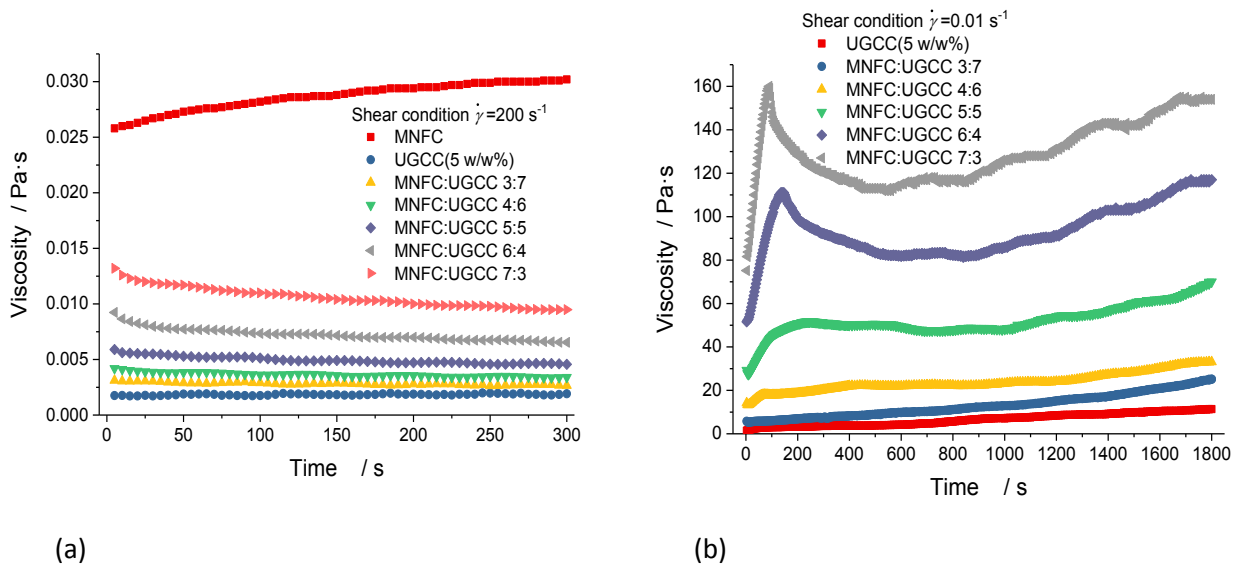 0.030
0.025
0.020
0.015
0.010
0.005
0.000
Viscosity / Pa·s
Shear condition γ̇=200 s⁻¹
MNFC
UGCC(5 w/w%)
MNFC:UGCC 3:7
MNFC:UGCC 4:6
MNFC:UGCC 5:5
MNFC:UGCC 6:4
MNFC:UGCC 7:3
0 50 100 150 200 250 300
Time / s
(a)
Shear condition γ̇=0.01 s⁻¹
UGCC(5 w/w%)
MNFC:UGCC 3:7
MNFC:UGCC 4:6
MNFC:UGCC 5:5
MNFC:UGCC 6:4
MNFC:UGCC 7:3
160
140
120
100
80
60
40
20
0
Viscosity / Pa·s
0 200 400 600 800 1000 1200 1400 1600 1800
Time / s
(b)